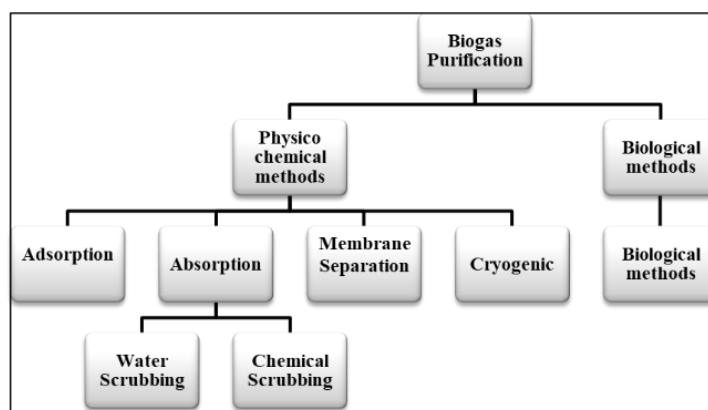 Biogas
Purification
Physico
chemical
methods
Biological
methods
Adsorption
Absorption
Membrane
Separation
Cryogenic
Biological
methods
Water
Scrubbing
Chemical
Scrubbing